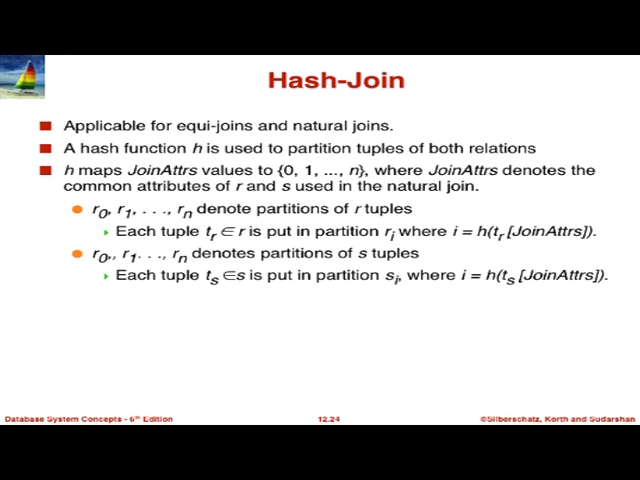 Hash-Join
Applicable for equi-joins and natural joins.
A hash function h is used to partition tuples of both relations
h maps JoinAttrs values to {0, 1, ..., n}, where JoinAttrs denotes the
common attributes of r and s used in the natural join.
r0, r1, . . ., rn denote partitions of r tuples
Each tuple tr ∈ r is put in partition ri where i = h(tr [JoinAttrs]).
r0,, r1. . ., rn denotes partitions of s tuples
Each tuple ts ∈s is put in partition si, where i = h(ts [JoinAttrs]).
Database System Concepts - 6th Edition
12.24
©Silberschatz, Korth and Sudarshan